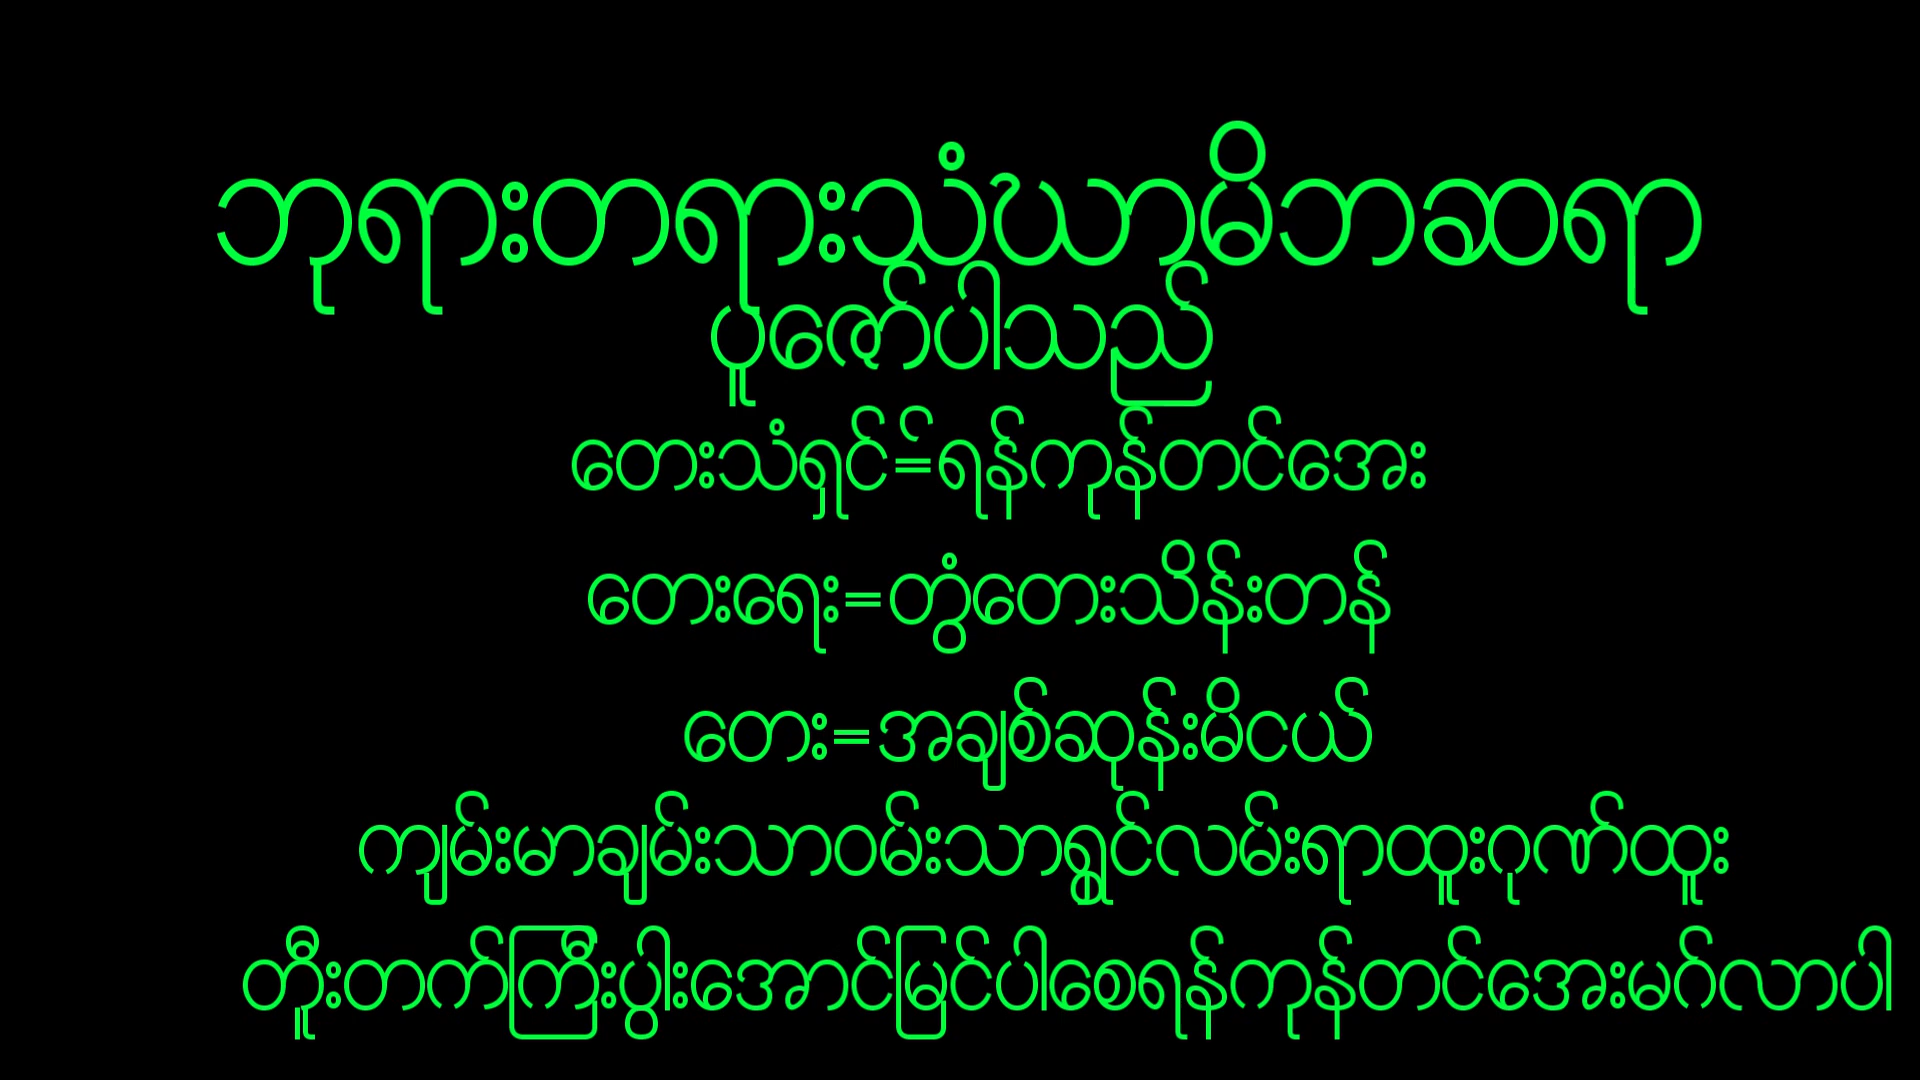 ဘုရားတရားသံဃာမိဘဆရာ
ပူဇော်ပါသည်
တေးသံရှင်=်ရန်ကုန်တင်အေး
တေးရေး=တွံတေးသိန်းတန်
တေး=အချစ်ဆုန်းမိငယ်
ကျမ်းမာချမ်းသာဝမ်းသာရွှင်လမ်းရာထူးဂုဏ်ထူး
တီူးတက်ကြီးပွါးအောင်မြင်ပါစေရန်ကုန်တင်အေးမင်္ဂလာပါ